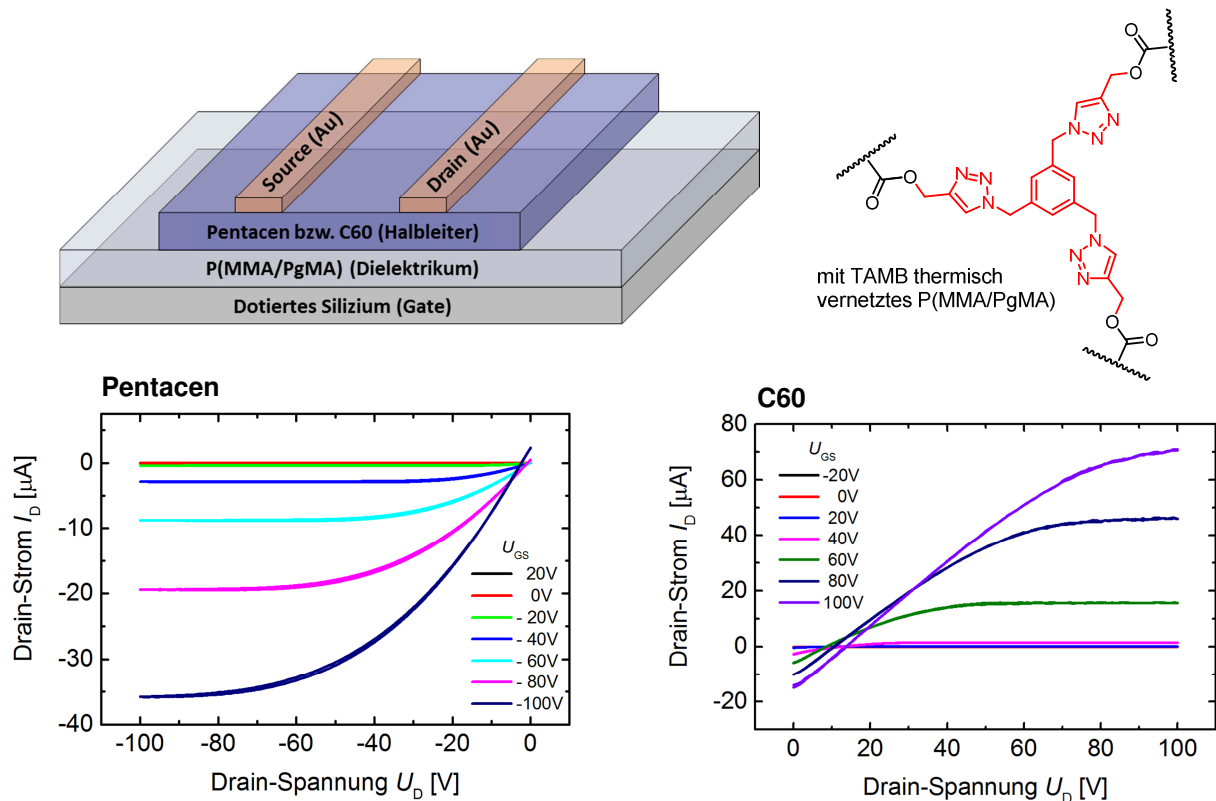 Source (Au)
Drain (Au)
Pentacen bzw. C60 (Halbleiter)
P(MMA/PgMA) (Dielektrikum)
Dotiertes Silizium (Gate)
O
O
N
N
N
O
O
N
N
N
N
N
N
O
O
mit TAMB thermisch
vernetztes P(MMA/PgMA)
Pentacen
0
-10
-20
-30
-40
Drain-Strom I_D [µA]
U_GS
20V
0V
- 20V
- 40V
- 60V
- 80V
-100V
-100 -80 -60 -40 -20 0
Drain-Spannung U_D [V]
C60
80
60
40
20
0
-20
Drain-Strom I_D [µA]
U_GS
-20V
0V
20V
40V
60V
80V
100V
0 20 40 60 80 100
Drain-Spannung U_D [V]